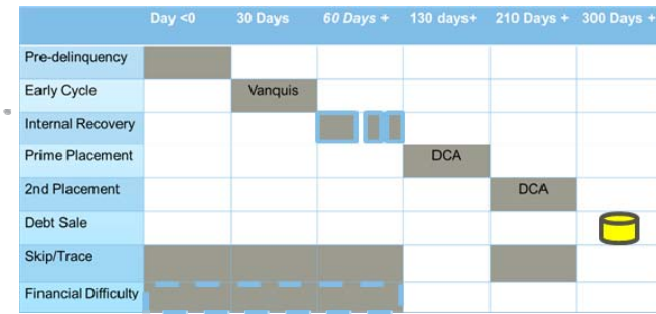 Day <0 30 Days 60 Days + 130 days+ 210 Days + 300 Days +
Pre-delinquency
Early Cycle Vanquis
Internal Recovery
Prime Placement DCA
2nd Placement DCA
Debt Sale
Skip/Trace
Financial Difficulty